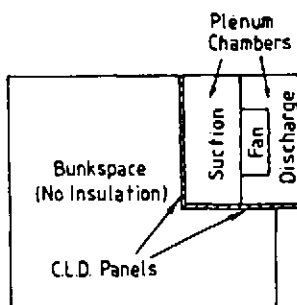 Plenum
Chambers
Suction
Fan
Discharge
Bunkspace
(No Insulation)
C.L.D. Panels